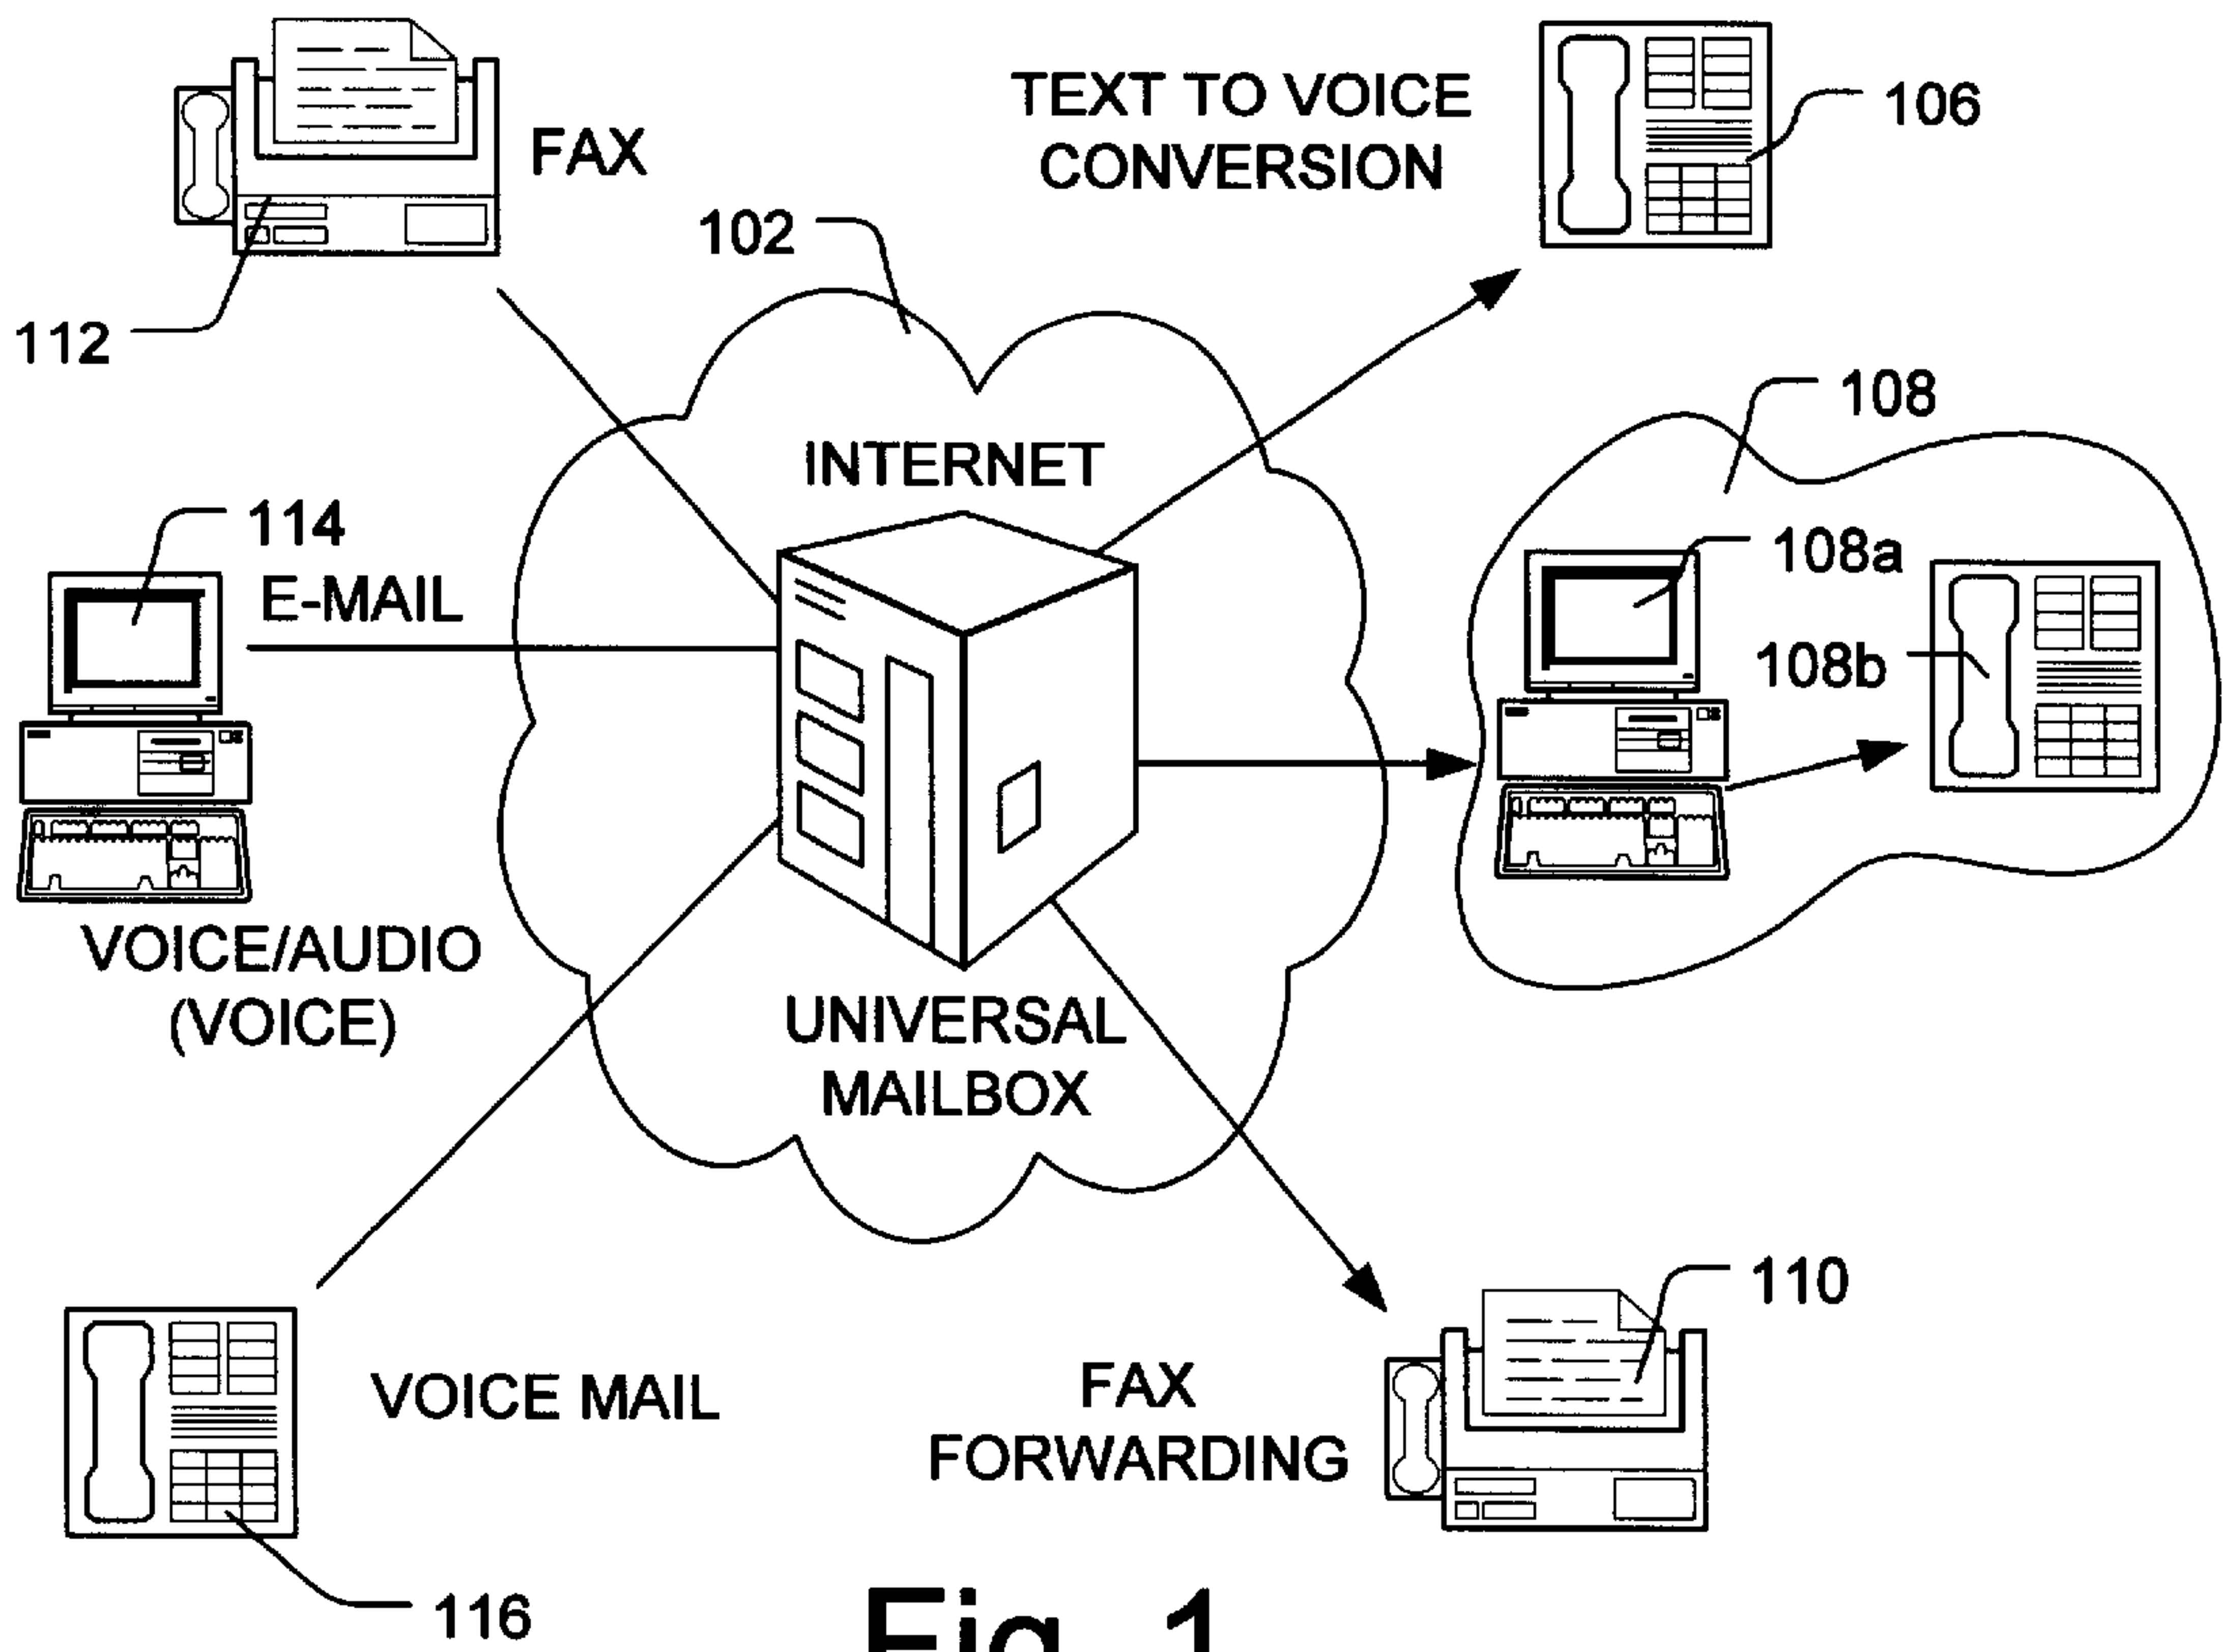 FAX
TEXT TO VOICE
CONVERSION
106
102
112
108
INTERNET
114
E-MAIL
108a
108b
VOICE/AUDIO
(VOICE)
UNIVERSAL
MAILBOX
110
VOICE MAIL
FAX
FORWARDING
116
Fig. 1